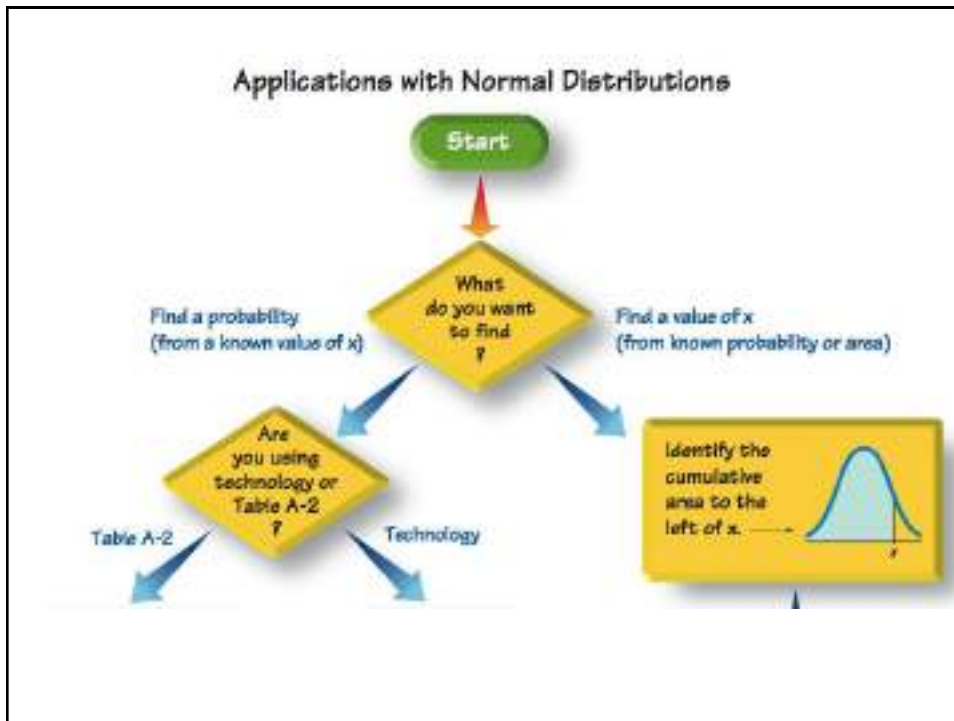 Applications with Normal Distributions
Start
What
do you want
to find
?
Find a probability
(from a known value of x)
Find a value of x
(from known probability or area)
Are
you using
technology or
Table A-2
?
Table A-2
Technology
Identify the
cumulative
area to the
left of x.
x